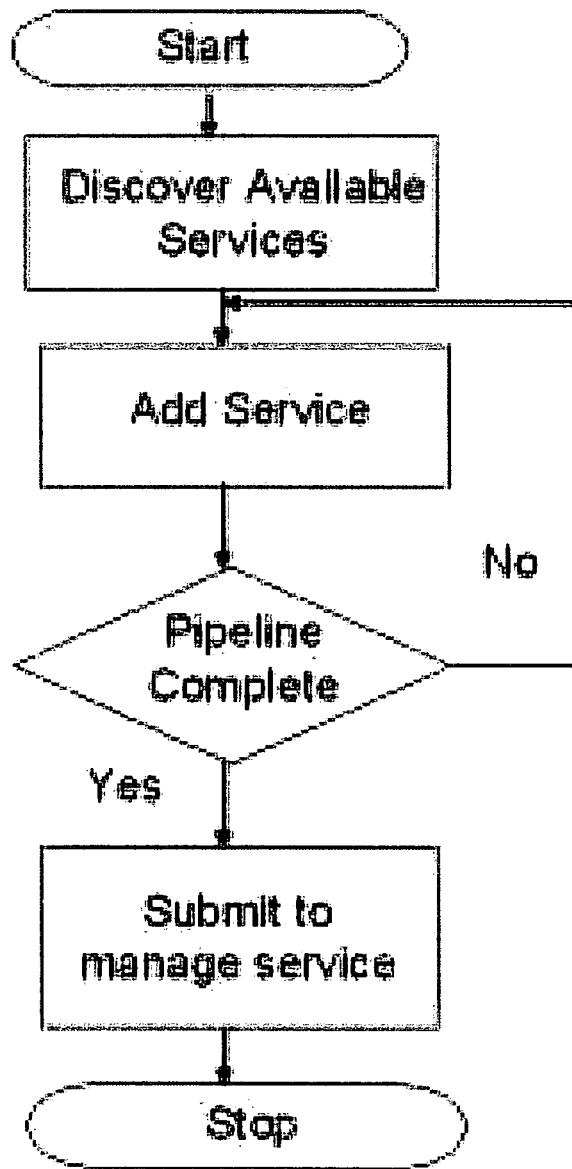 Start
Discover Available
Services
Add Service
No
Pipeline
Complete
Yes
Submit to
manage service
Stop